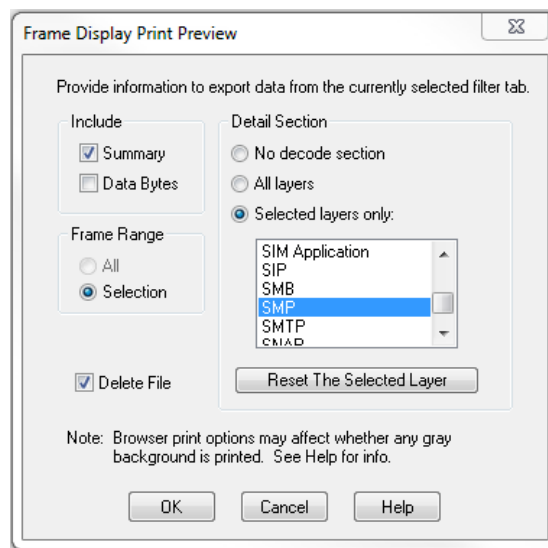 Frame Display Print Preview
Provide information to export data from the currently selected filter tab.
Include
Summary
Data Bytes
Frame Range
All
Selection
Delete File
Detail Section
No decode section
All layers
Selected layers only:
SIM Application
SIP
SMB
SMP
SMTP
SNAP
Reset The Selected Layer
Note: Browser print options may affect whether any gray
background is printed. See Help for info.
OK
Cancel
Help